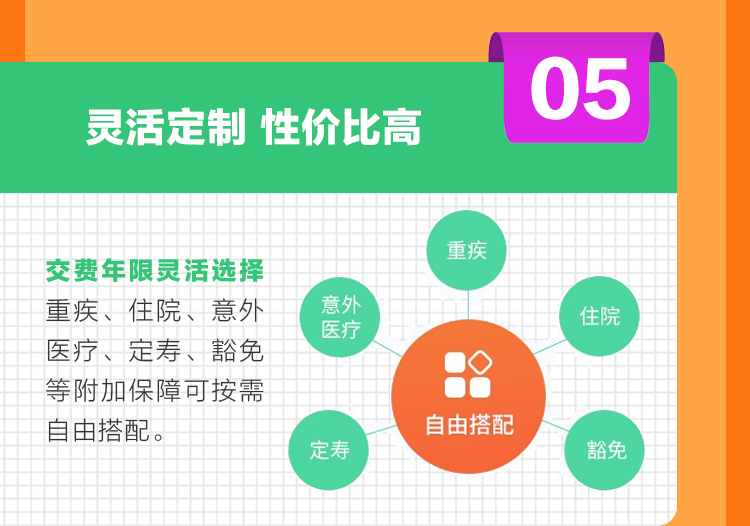 05
灵活定制 性价比高
交费年限灵活选择
重疾、住院、意外
医疗、定寿、豁免
等附加保障可按需
自由搭配。
重疾
意外
医疗
住院
自由搭配
定寿
豁免